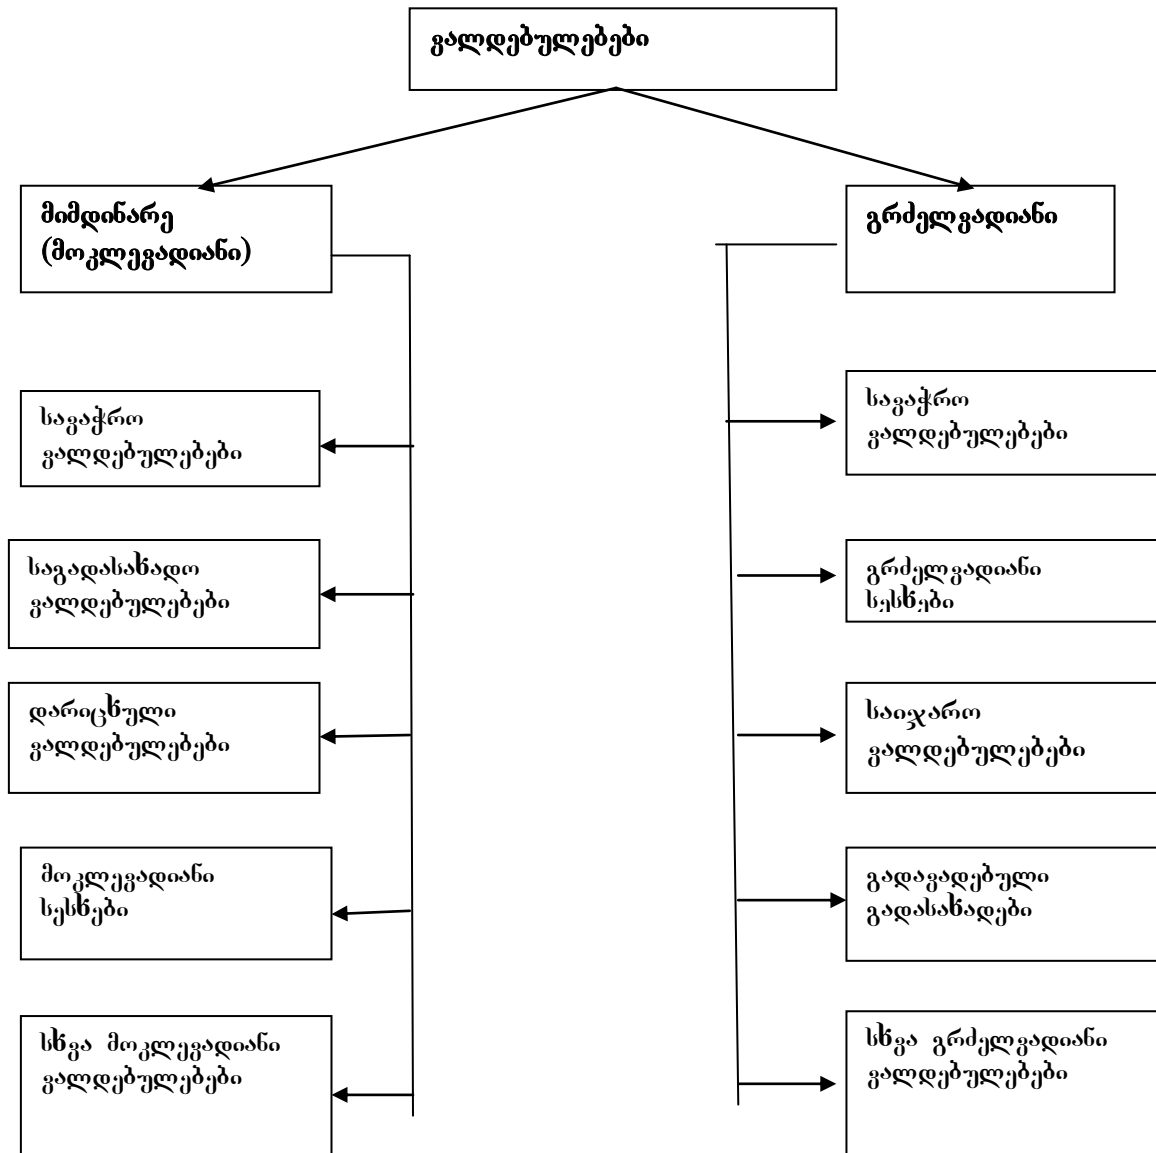 ვალდებულებები
მიმდინარე
(მოკლევადიანი)
სავაჭრო
ვალდებულებები
საგადასახადო
ვალდებულებები
დარიცხული
ვალდებულებები
მოკლევადიანი
სესხები
სხვა მოკლევადიანი
ვალდებულებები
გრძელვადიანი
სავაჭრო
ვალდებულებები
გრძელვადიანი
სესხები
საიჯარო
ვალდებულებები
გადავადებული
გადასახადები
სხვა გრძელვადიანი
ვალდებულებები